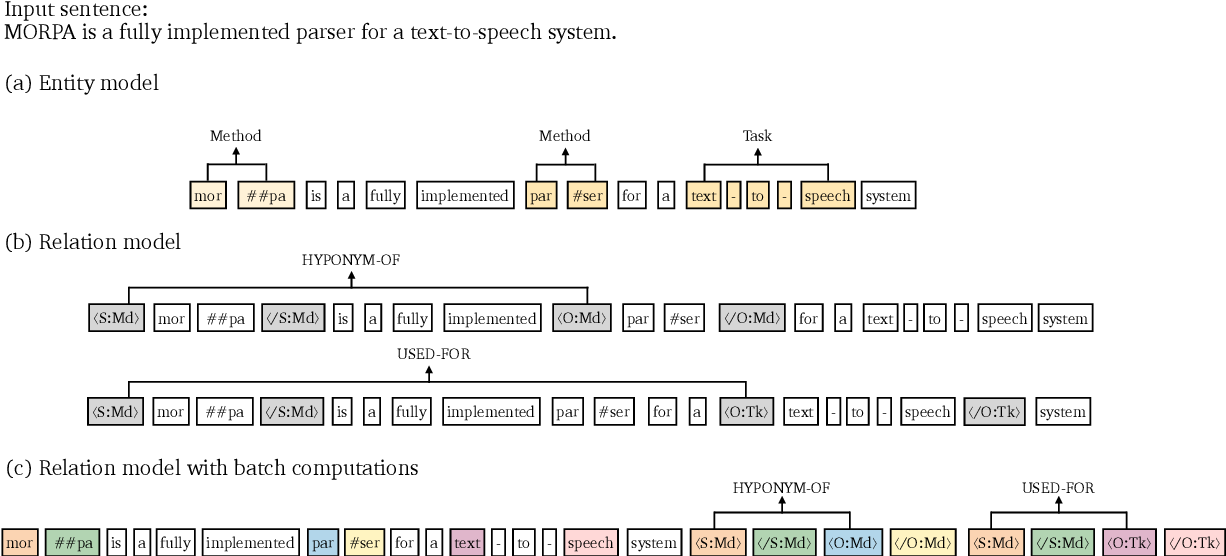 Input sentence:
MORPA is a fully implemented parser for a text-to-speech system.
(a) Entity model
Method Method Task
mor ##pa is a fully implemented par #ser for a text - to - speech system
(b) Relation model
HYPONYM-OF
⟨S:Md⟩ mor ##pa ⟨/S:Md⟩ is a fully implemented ⟨O:Md⟩ par #ser ⟨/O:Md⟩ for a text - to - speech system
USED-FOR
⟨S:Md⟩ mor ##pa ⟨/S:Md⟩ is a fully implemented par #ser for a ⟨O:Tk⟩ text - to - speech ⟨/O:Tk⟩ system
(c) Relation model with batch computations
HYPONYM-OF USED-FOR
mor ##pa is a fully implemented par #ser for a text - to - speech system ⟨S:Md⟩ ⟨/S:Md⟩ ⟨O:Md⟩ ⟨/O:Md⟩ ⟨S:Md⟩ ⟨/S:Md⟩ ⟨O:Tk⟩ ⟨/O:Tk⟩